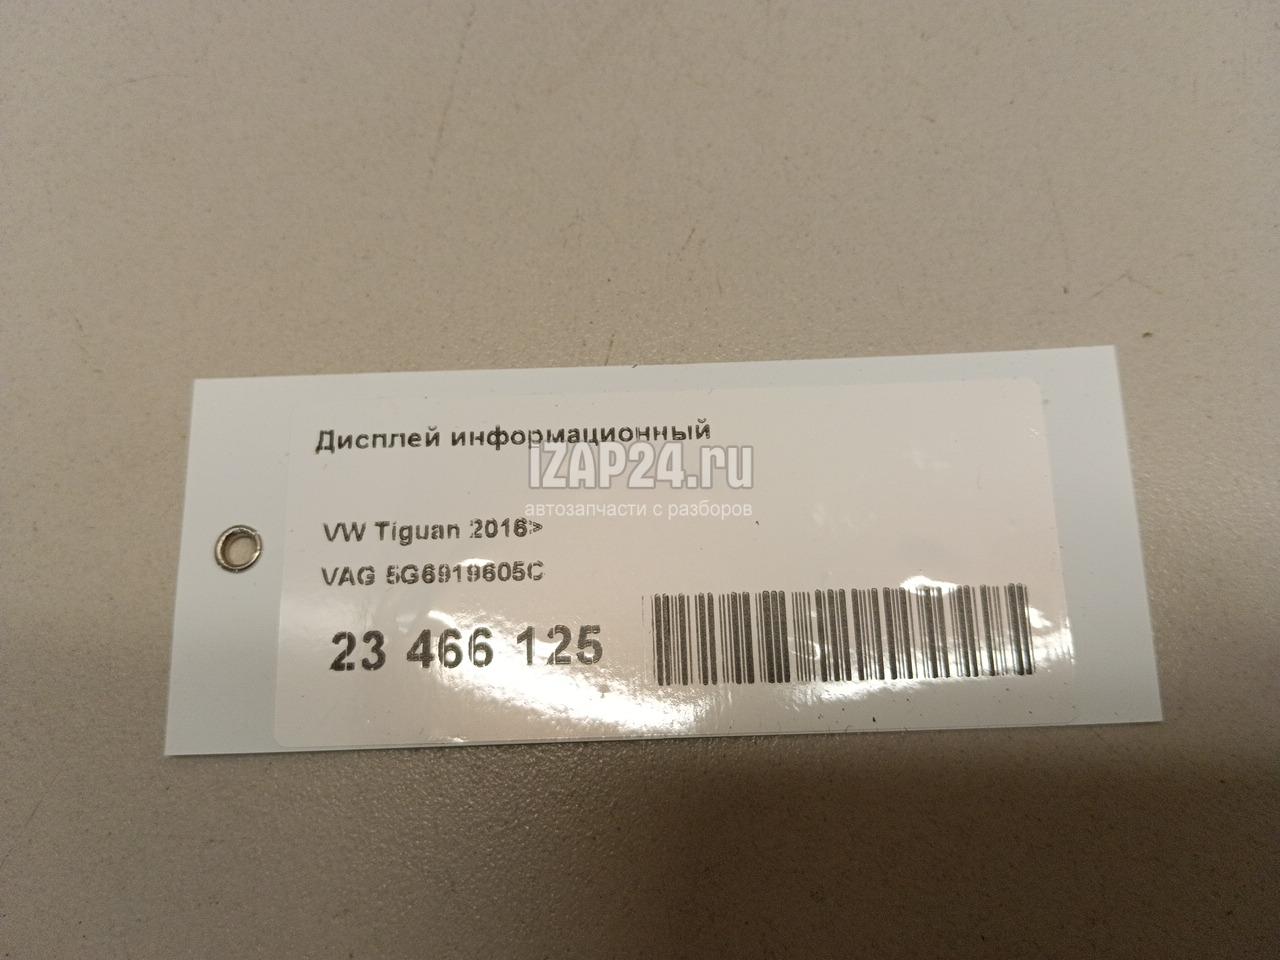 Дисплей информационный
iZAP24.ru
автозапчасти с разборов
VW Tiguan 2016>
VAG 5G6919605C
23 466 125